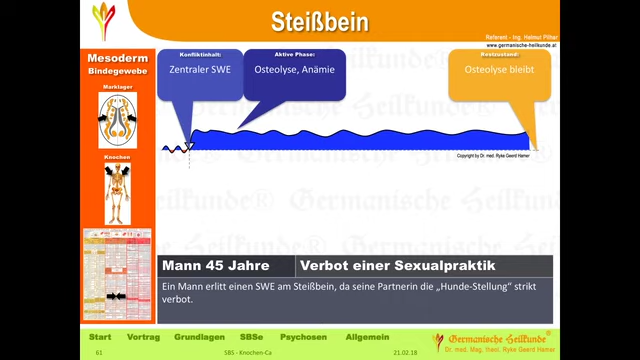 Steißbein
Referent - Ing. Helmut Pilhar
www.germanische-heilkunde.at
Mesoderm
Bindegewebe
Marklager
Knochen
Konfliktinhalt:
Zentraler SWE
Aktive Phase:
Osteolyse, Anämie
Restzustand:
Osteolyse bleibt
Copyright by Dr. med. Ryke Geerd Hamer
Mann 45 Jahre
Verbot einer Sexualpraktik
Ein Mann erlitt einen SWE am Steißbein, da seine Partnerin die „Hunde-Stellung“ strikt
verbot.
Start Vortrag Grundlagen SBSe Psychosen Allgemein
Germanische Heilkunde®
Dr. med. Mag. theol. Ryke Geerd Hamer
61
SBS - Knochen-Ca
21.02.18